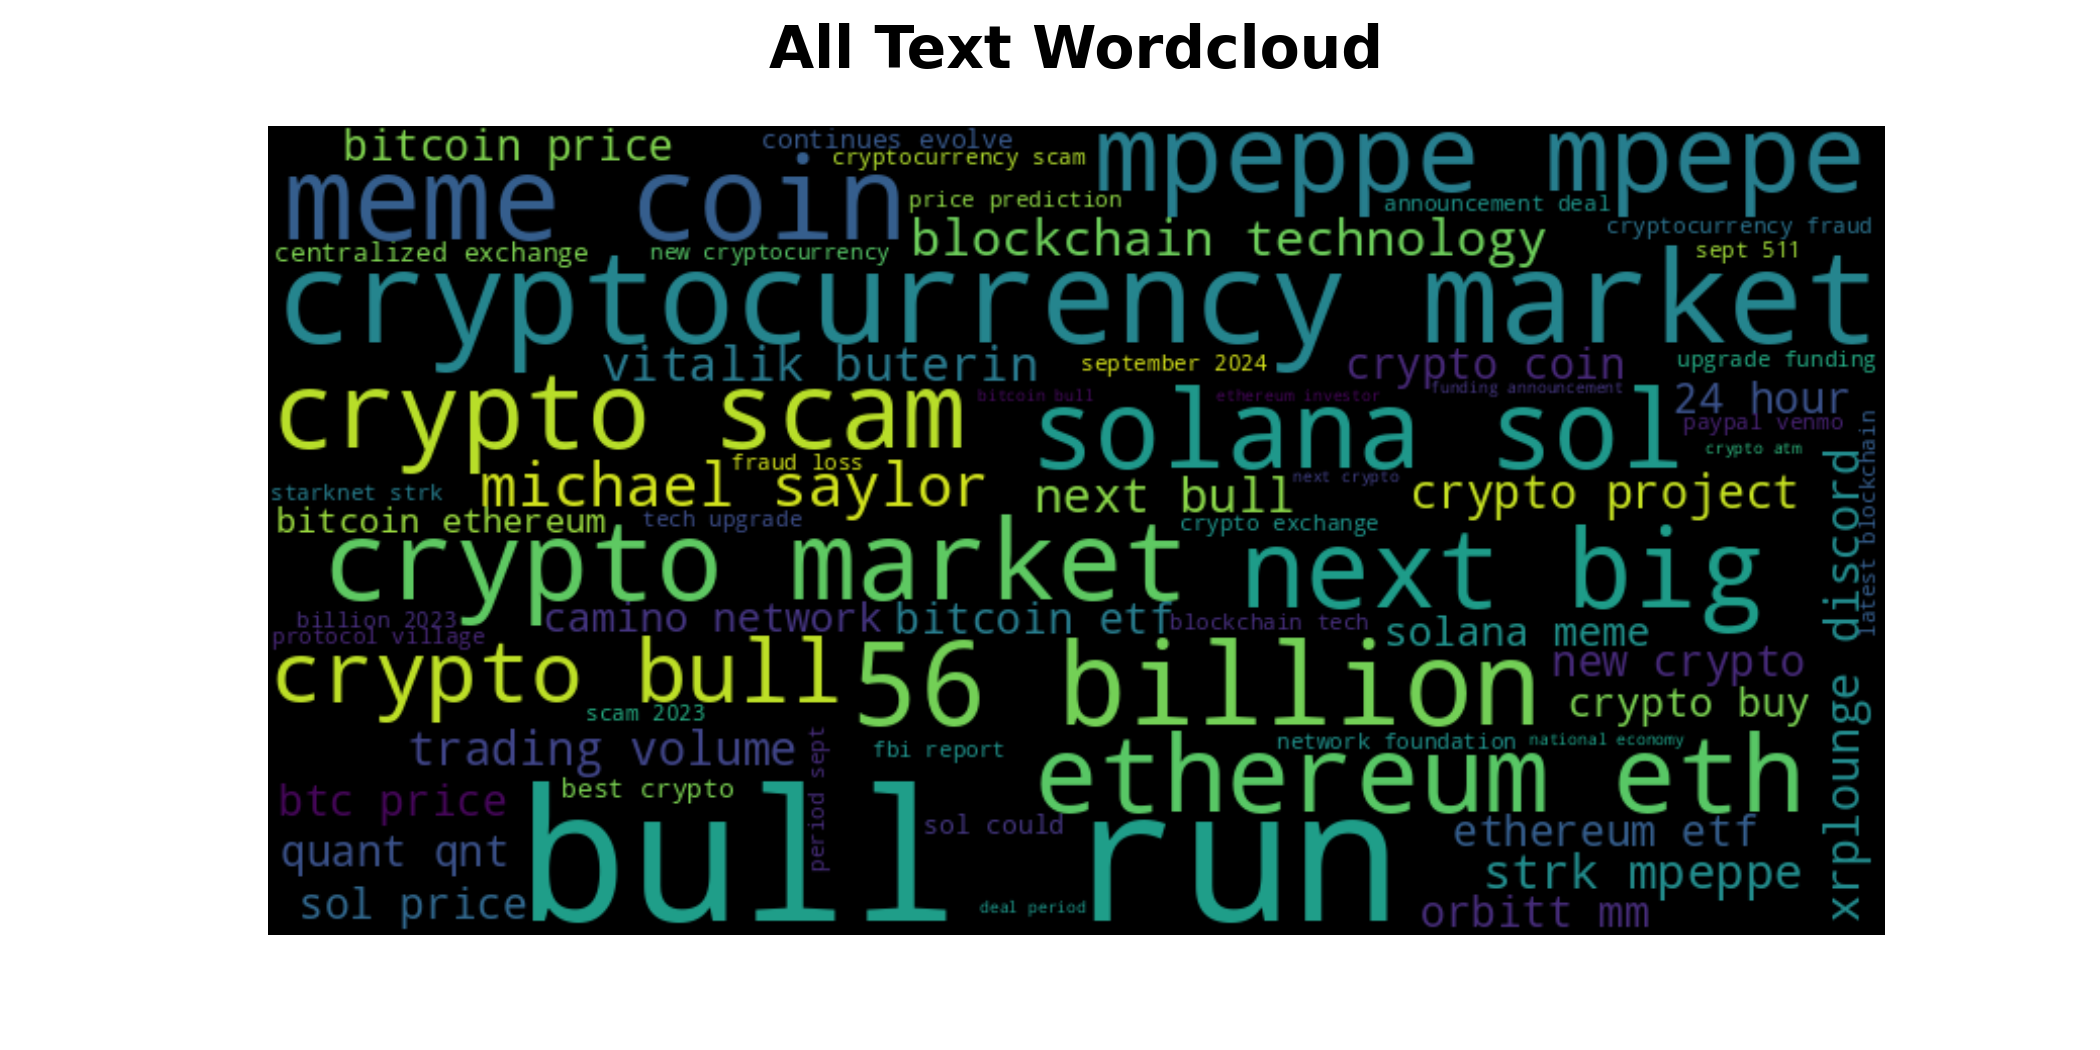 All Text Wordcloud
bitcoin price
continues evolve
cryptocurrency scam
mpeppe mpepe
meme coin
price prediction
announcement deal
blockchain technology
cryptocurrency fraud
centralized exchange
new cryptocurrency
sept 511
cryptocurrency market
vitalik buterin
september 2024
crypto coin
upgrade funding
crypto scam
bitcoin bull
ethereum investor
funding announcement
24 hour
solana sol
paypal venmo
crypto atm
fraud loss
michael saylor
starknet strk
next bull
next crypto
crypto project
xrplounge discord
latest blockchain
bitcoin ethereum
tech upgrade
crypto exchange
crypto market
next big
billion 2023
camino network
bitcoin etf
blockchain tech
solana meme
protocol village
crypto bull
56 billion
new crypto
crypto buy
scam 2023
trading volume
period sept
fbi report
network foundation
national economy
ethereum eth
btc price
best crypto
bull run
sol could
ethereum etf
quant qnt
strk mpeppe
sol price
deal period
orbitt mm